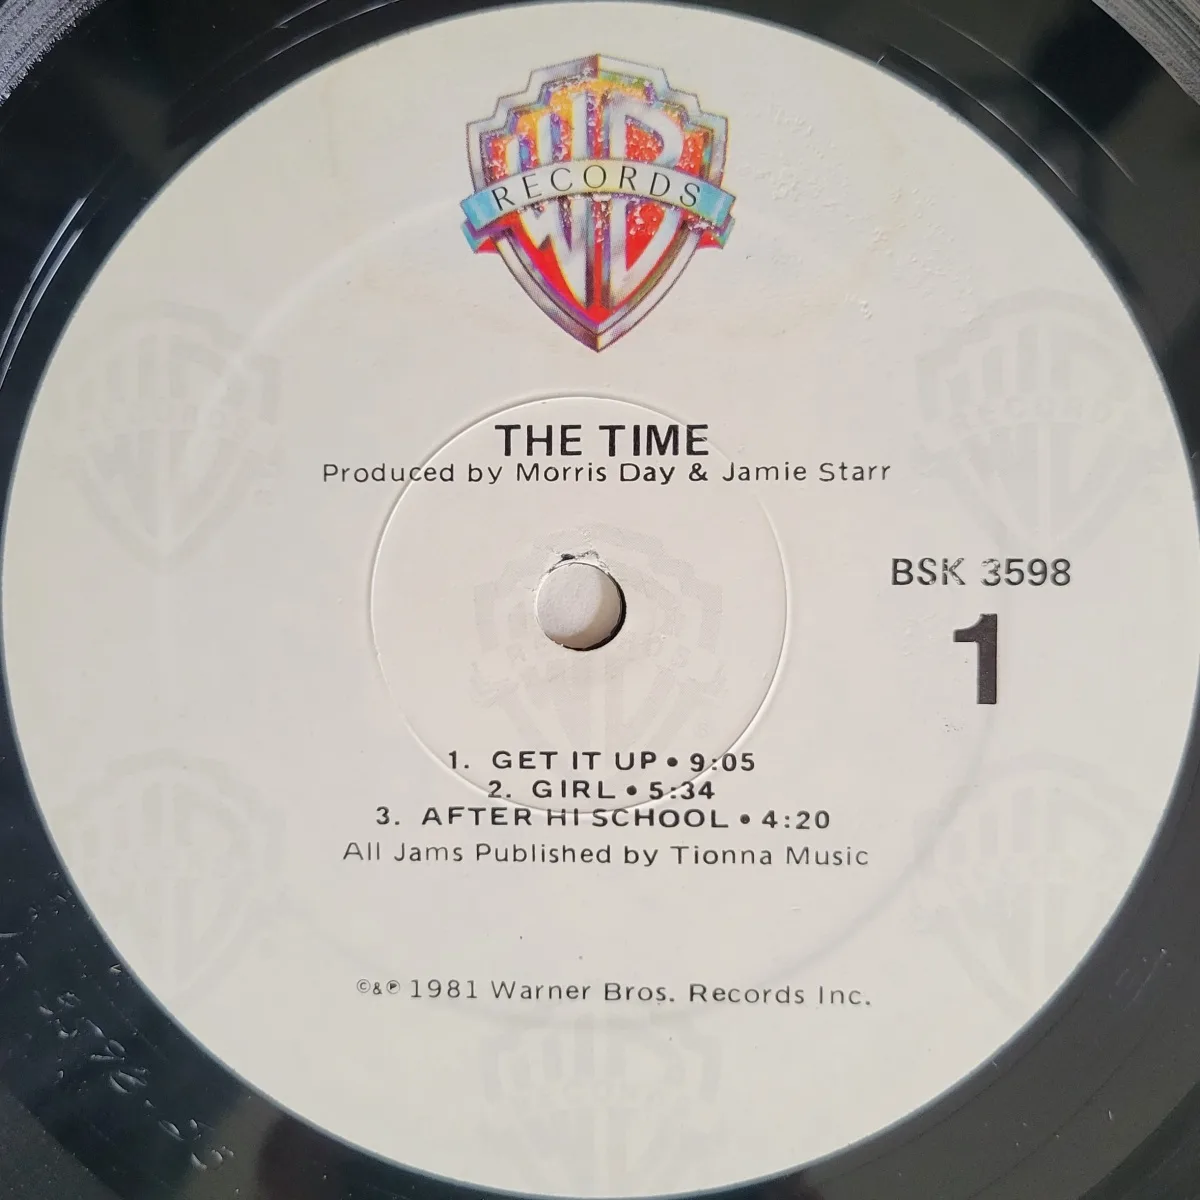 RECORDS
THE TIME
Produced by Morris Day & Jamie Starr
BSK 3598
1
1. GET IT UP • 9:05
2. GIRL • 5:34
3. AFTER HI SCHOOL • 4:20
All Jams Published by Tionna Music
©&℗ 1981 Warner Bros. Records Inc.